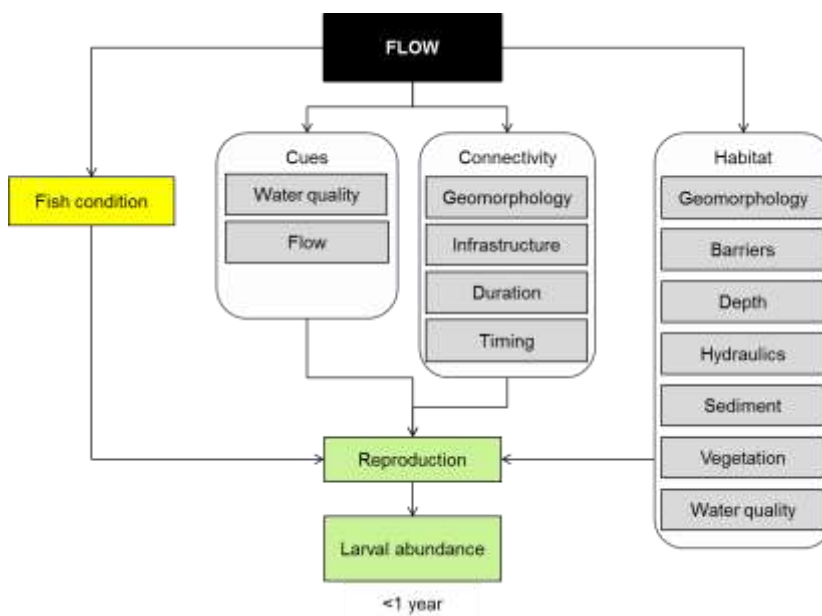 FLOW
Fish condition
Cues
Water quality
Flow
Connectivity
Geomorphology
Infrastructure
Duration
Timing
Habitat
Geomorphology
Barriers
Depth
Hydraulics
Sediment
Vegetation
Water quality
Reproduction
Larval abundance
<1 year